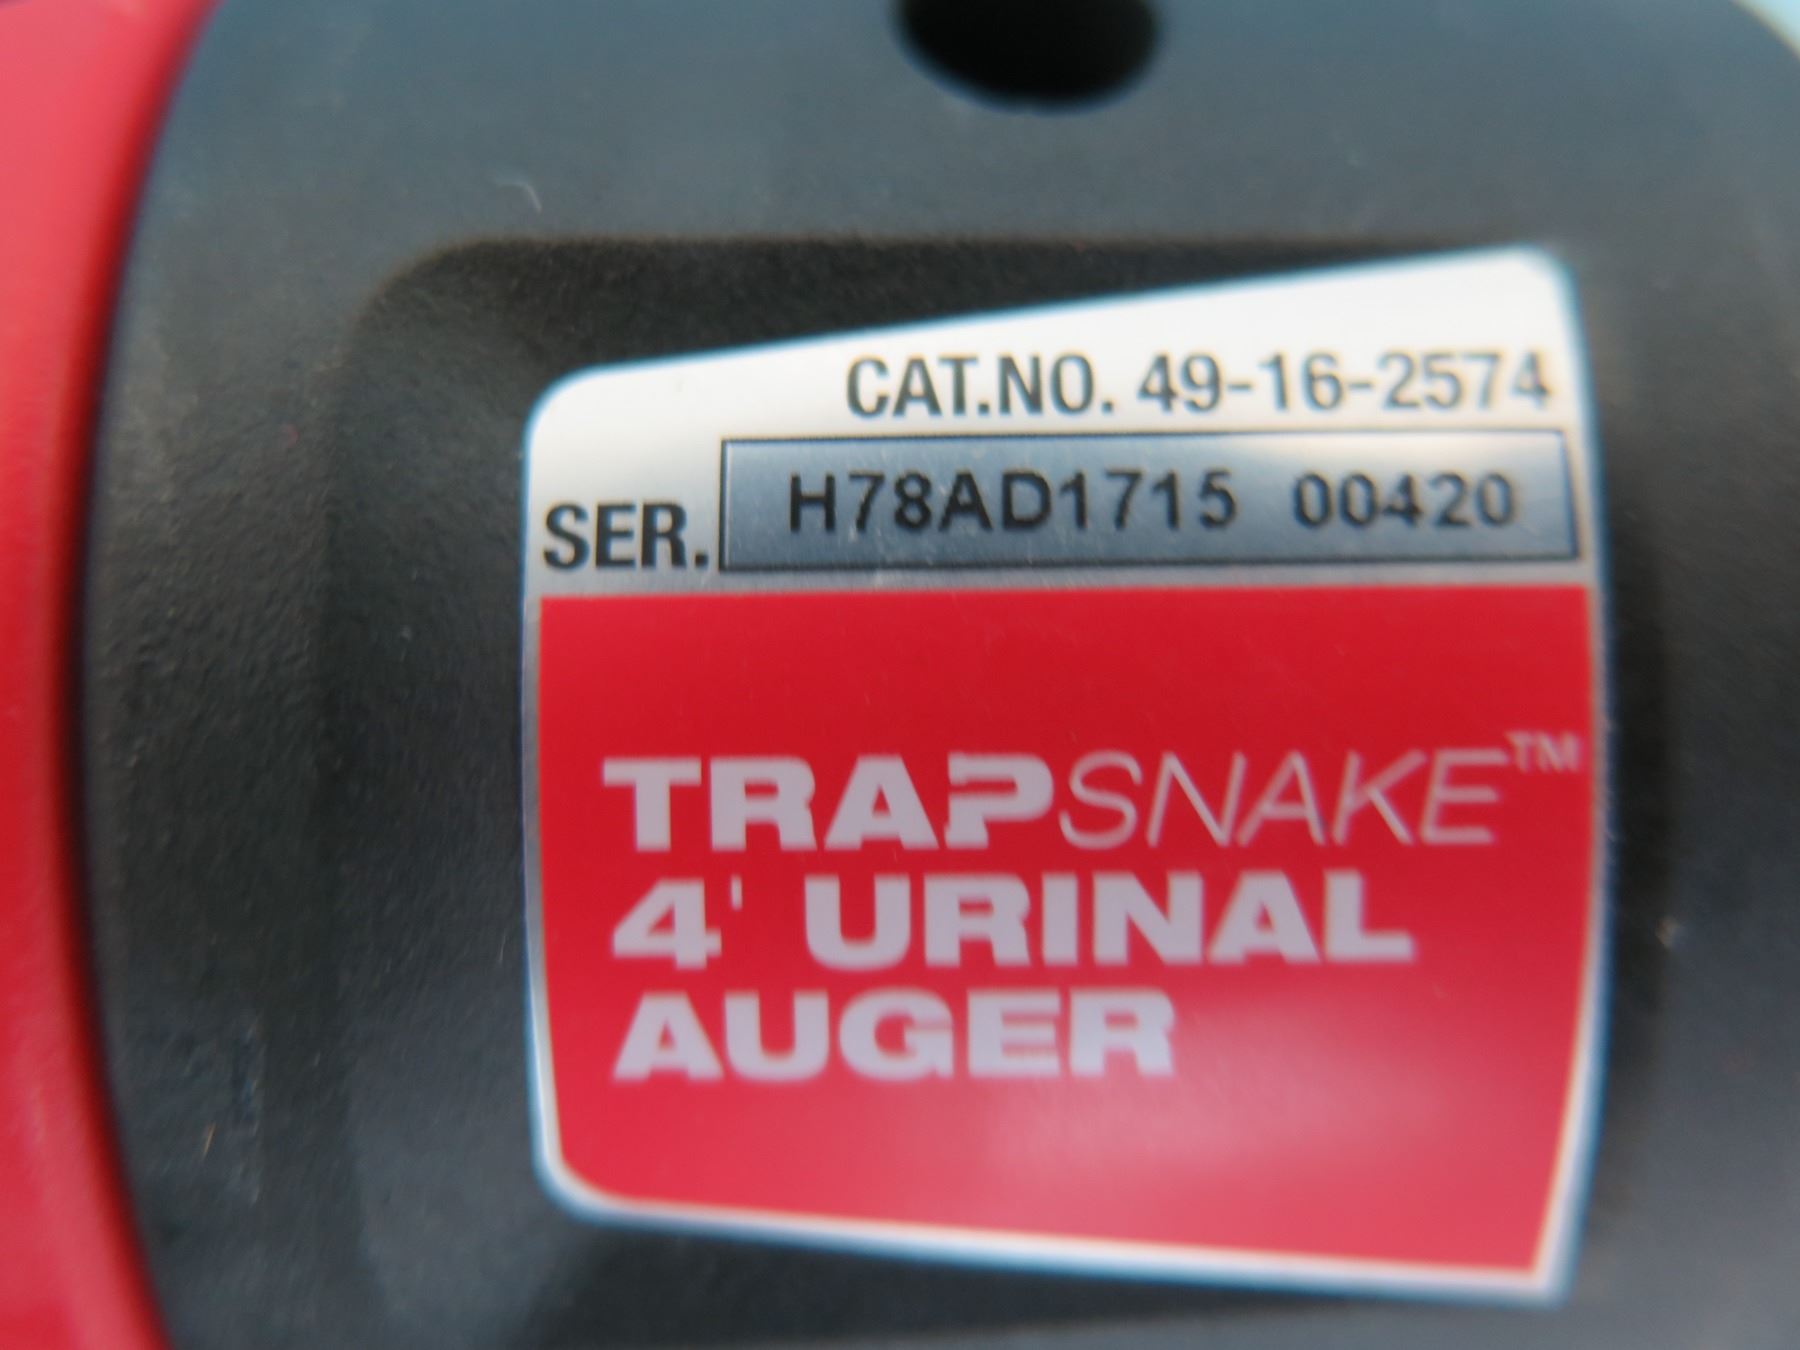 CAT.NO. 49-16-2574
SER. H78AD1715 00420
TRAPSNAKE™
4' URINAL
AUGER